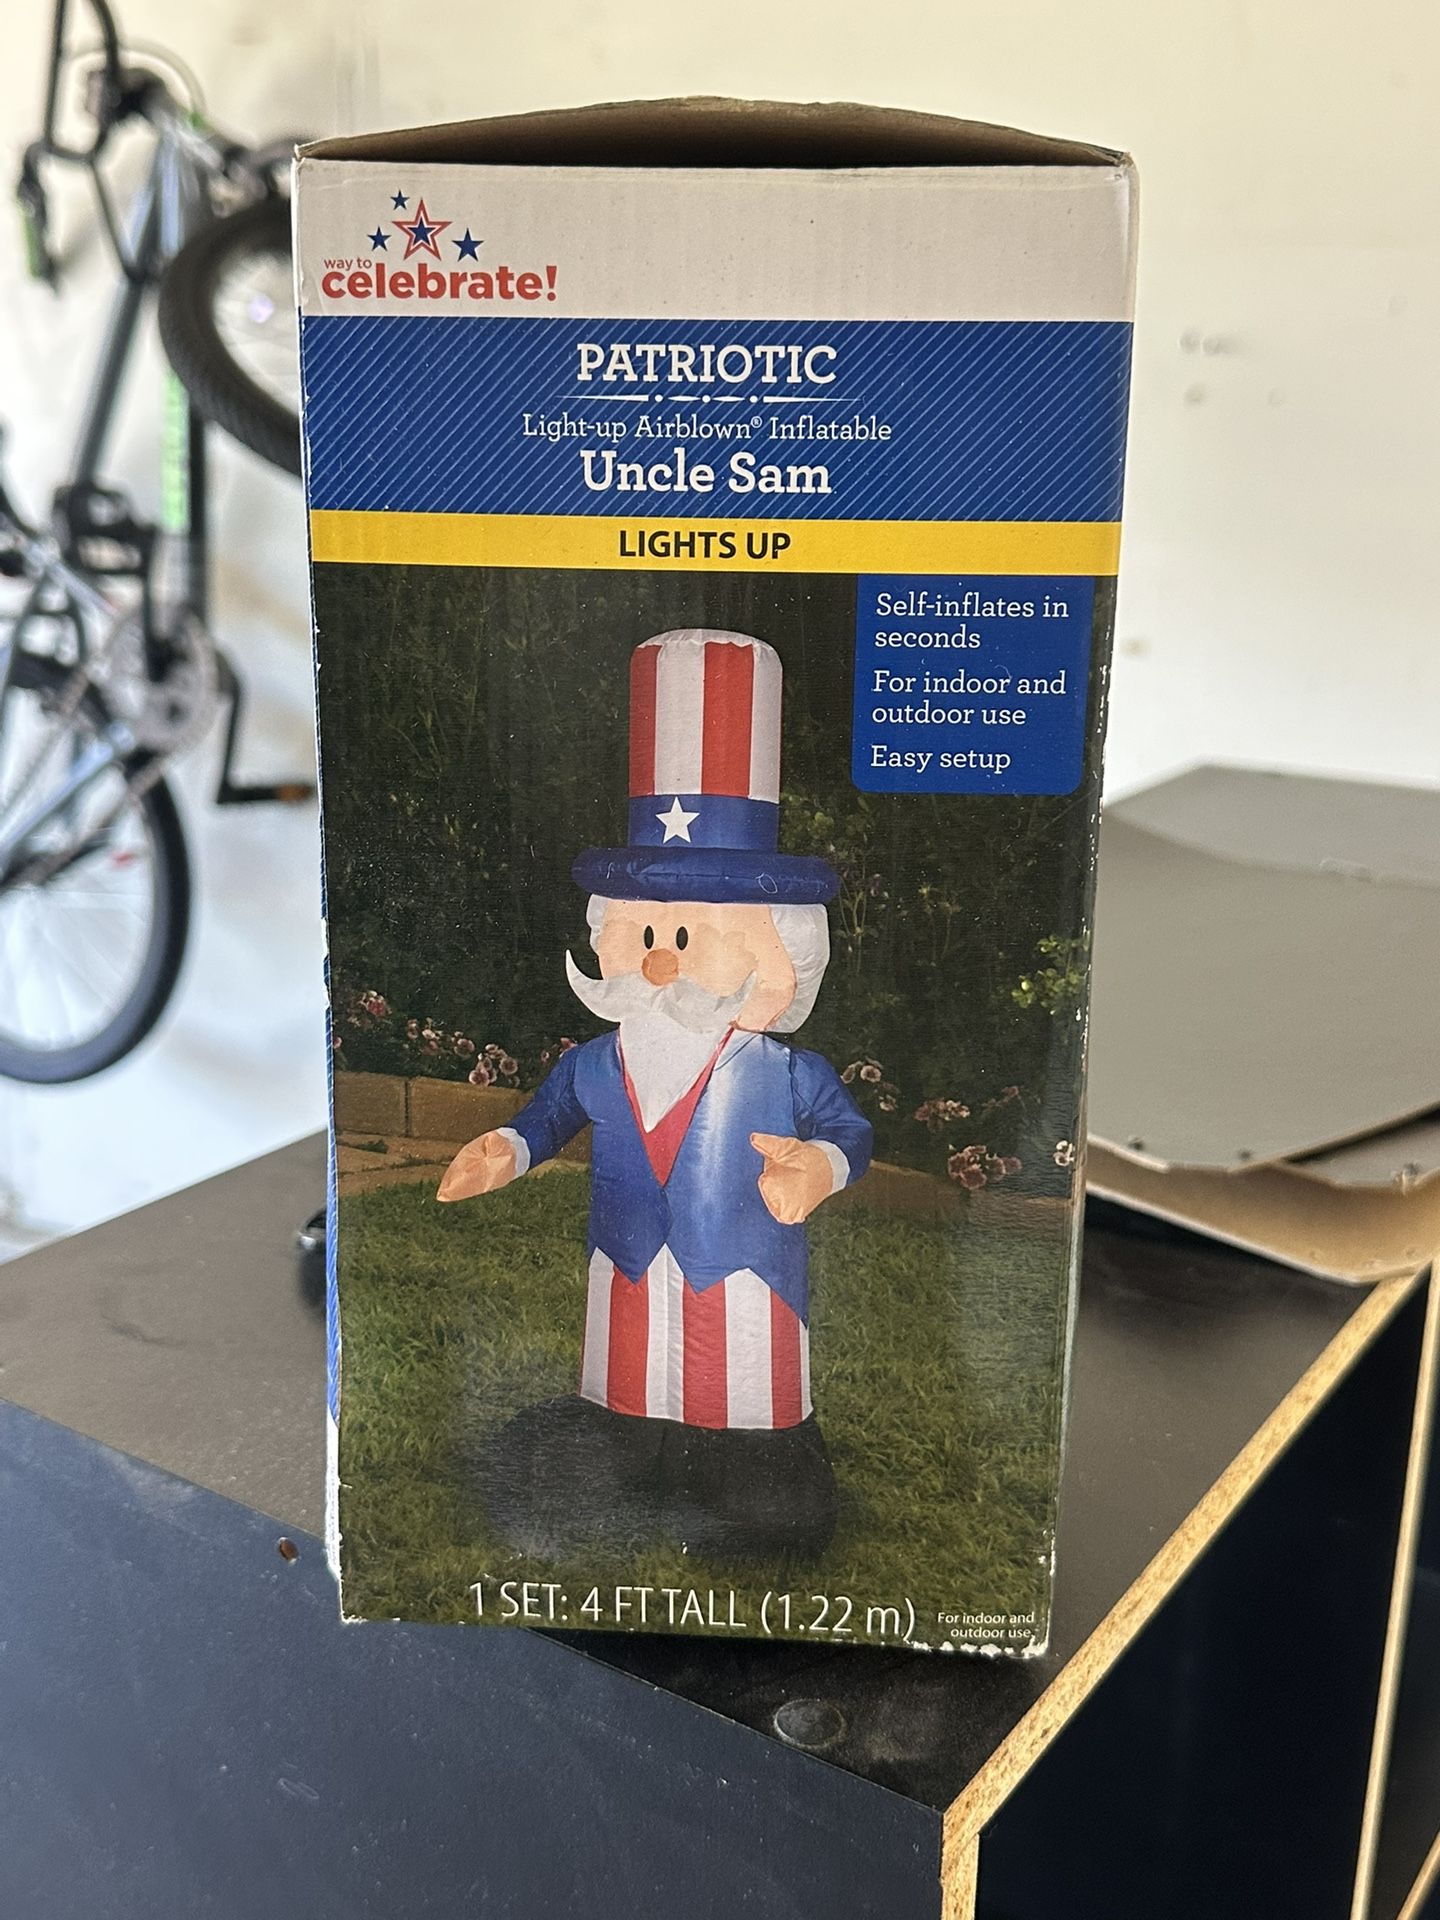 way to
celebrate!
PATRIOTIC
Light-up Airblown® Inflatable
Uncle Sam
LIGHTS UP
Self-inflates in
seconds
For indoor and
outdoor use
Easy setup
1 SET: 4 FT TALL (1.22 m)
For indoor and
outdoor use.